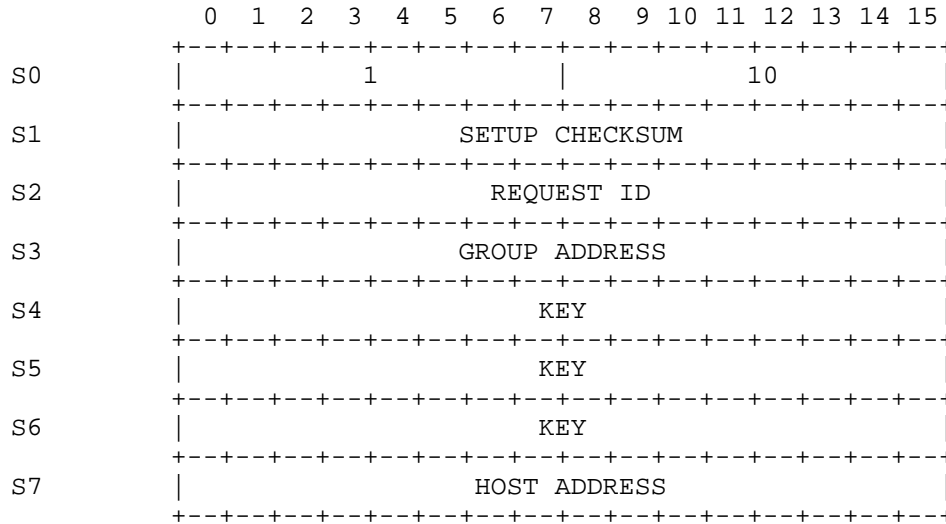 0 1 2 3 4 5 6 7 8 9 10 11 12 13 14 15
+--+--+--+--+--+--+--+--+--+--+--+--+--+--+--+--+
S0 | 1 | 10 |
+--+--+--+--+--+--+--+--+--+--+--+--+--+--+--+--+
S1 | SETUP CHECKSUM |
+--+--+--+--+--+--+--+--+--+--+--+--+--+--+--+--+
S2 | REQUEST ID |
+--+--+--+--+--+--+--+--+--+--+--+--+--+--+--+--+
S3 | GROUP ADDRESS |
+--+--+--+--+--+--+--+--+--+--+--+--+--+--+--+--+
S4 | KEY |
+--+--+--+--+--+--+--+--+--+--+--+--+--+--+--+--+
S5 | KEY |
+--+--+--+--+--+--+--+--+--+--+--+--+--+--+--+--+
S6 | KEY |
+--+--+--+--+--+--+--+--+--+--+--+--+--+--+--+--+
S7 | HOST ADDRESS |
+--+--+--+--+--+--+--+--+--+--+--+--+--+--+--+--+